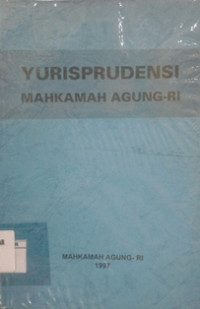 YURISPRUDENSI
MAHKAMAH AGUNG-RI
MAHKAMAH AGUNG- RI
1997